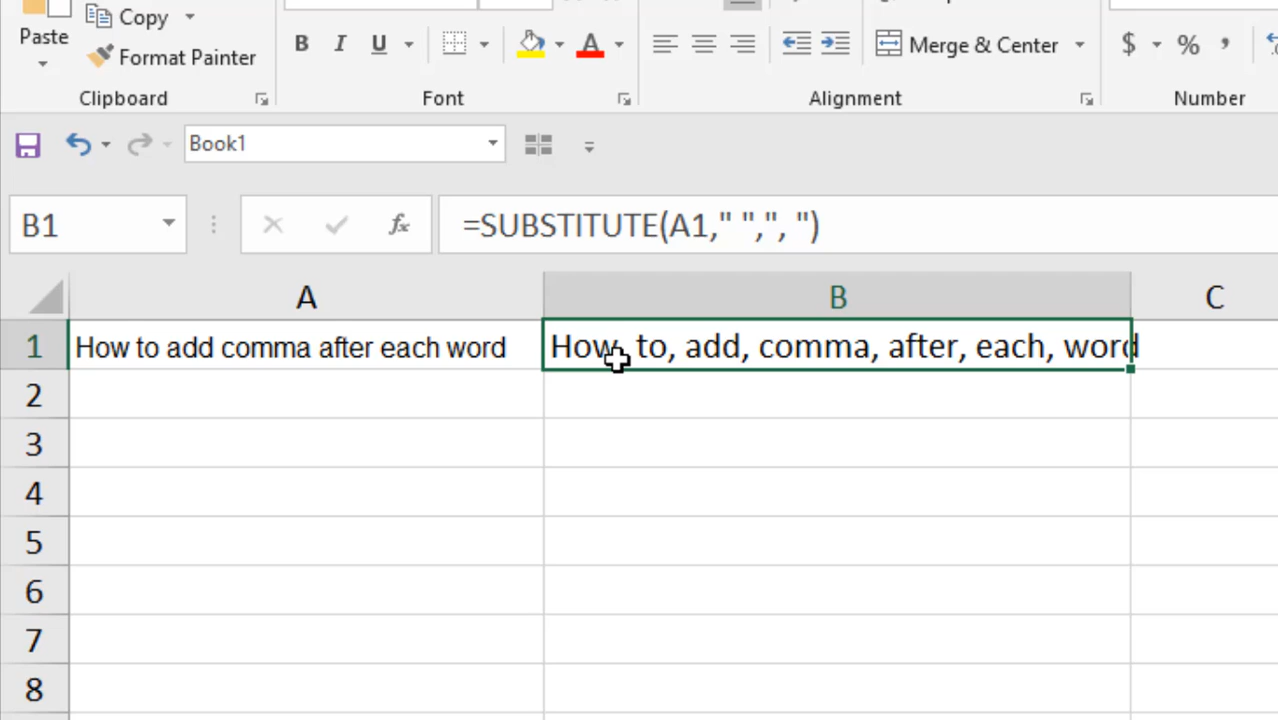 Paste
Copy
Format Painter
B I U A
Merge & Center
$ % ,
Clipboard
Font
Alignment
Number
Book1
B1
fx
=SUBSTITUTE(A1," ",", ")
A B C
1 How to add comma after each word How, to, add, comma, after, each, word
2
3
4
5
6
7
8